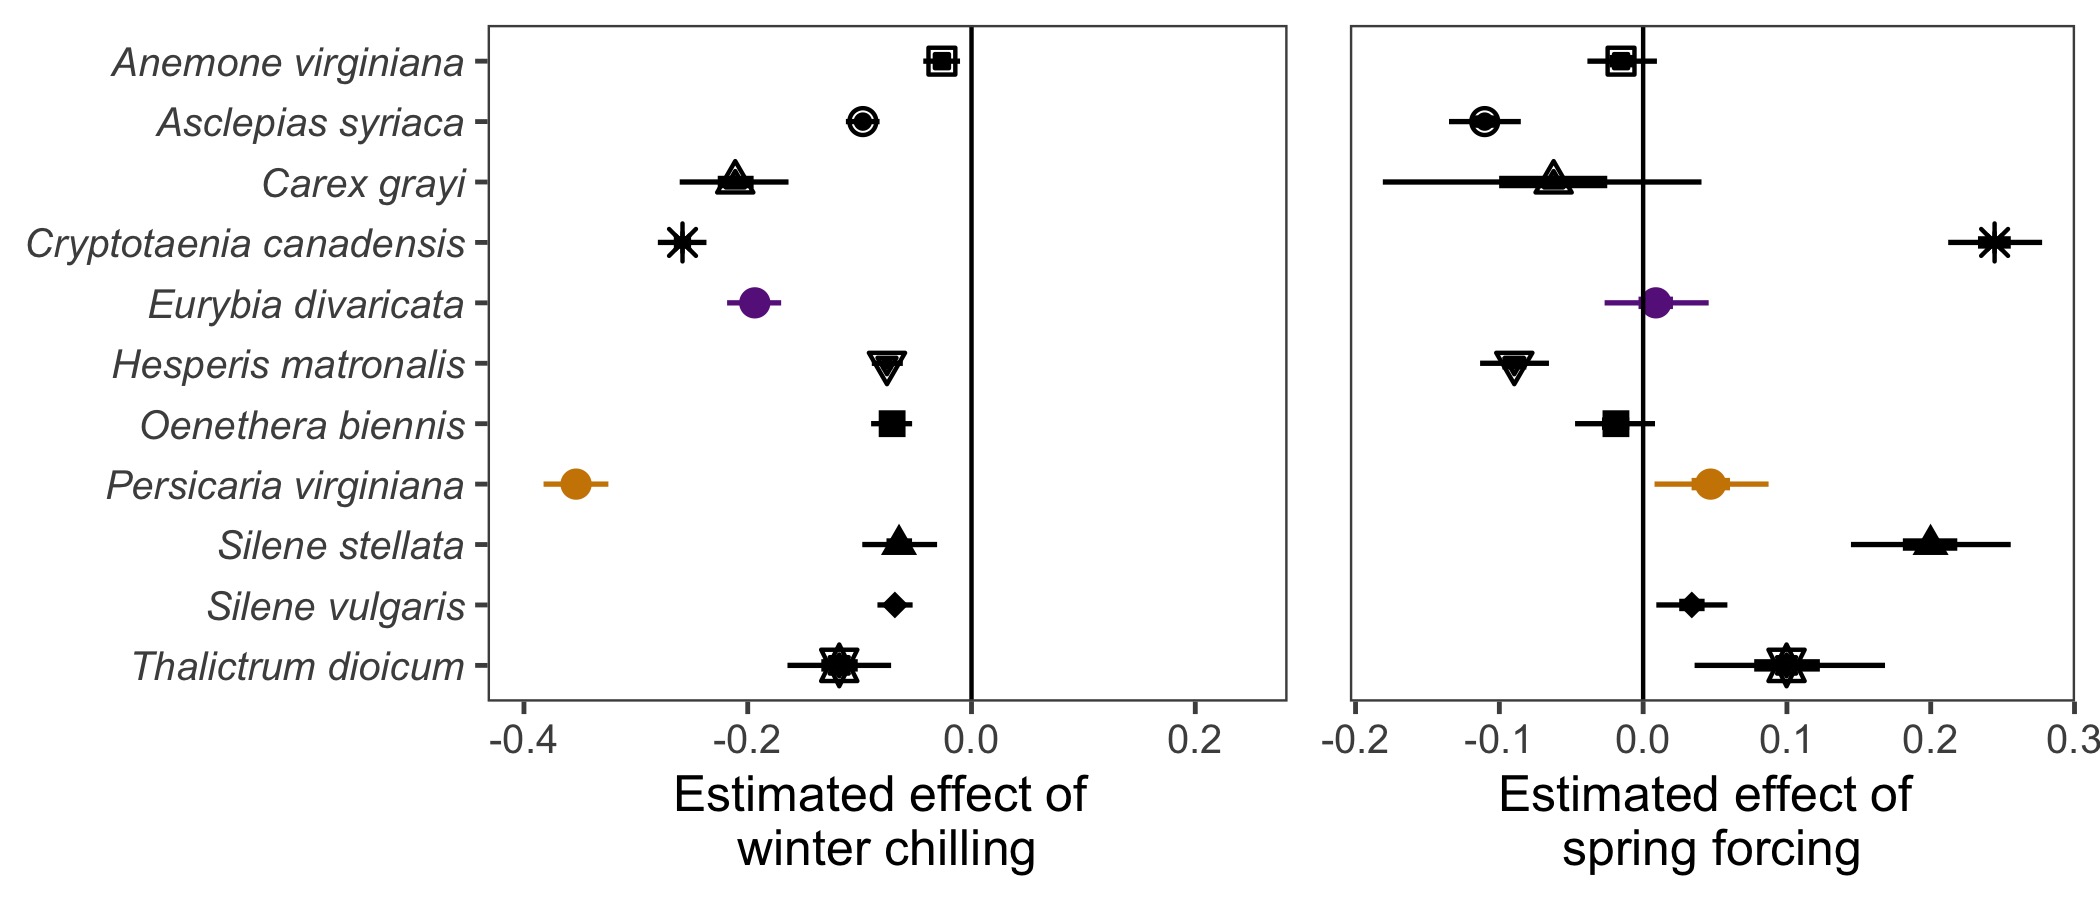 Anemone virginiana
Asclepias syriaca
Carex grayi
Cryptotaenia canadensis
Eurybia divaricata
Hesperis matronalis
Oenethera biennis
Persicaria virginiana
Silene stellata
Silene vulgaris
Thalictrum dioicum
-0.4 -0.2 0.0 0.2
Estimated effect of
winter chilling
-0.2 -0.1 0.0 0.1 0.2 0.3
Estimated effect of
spring forcing